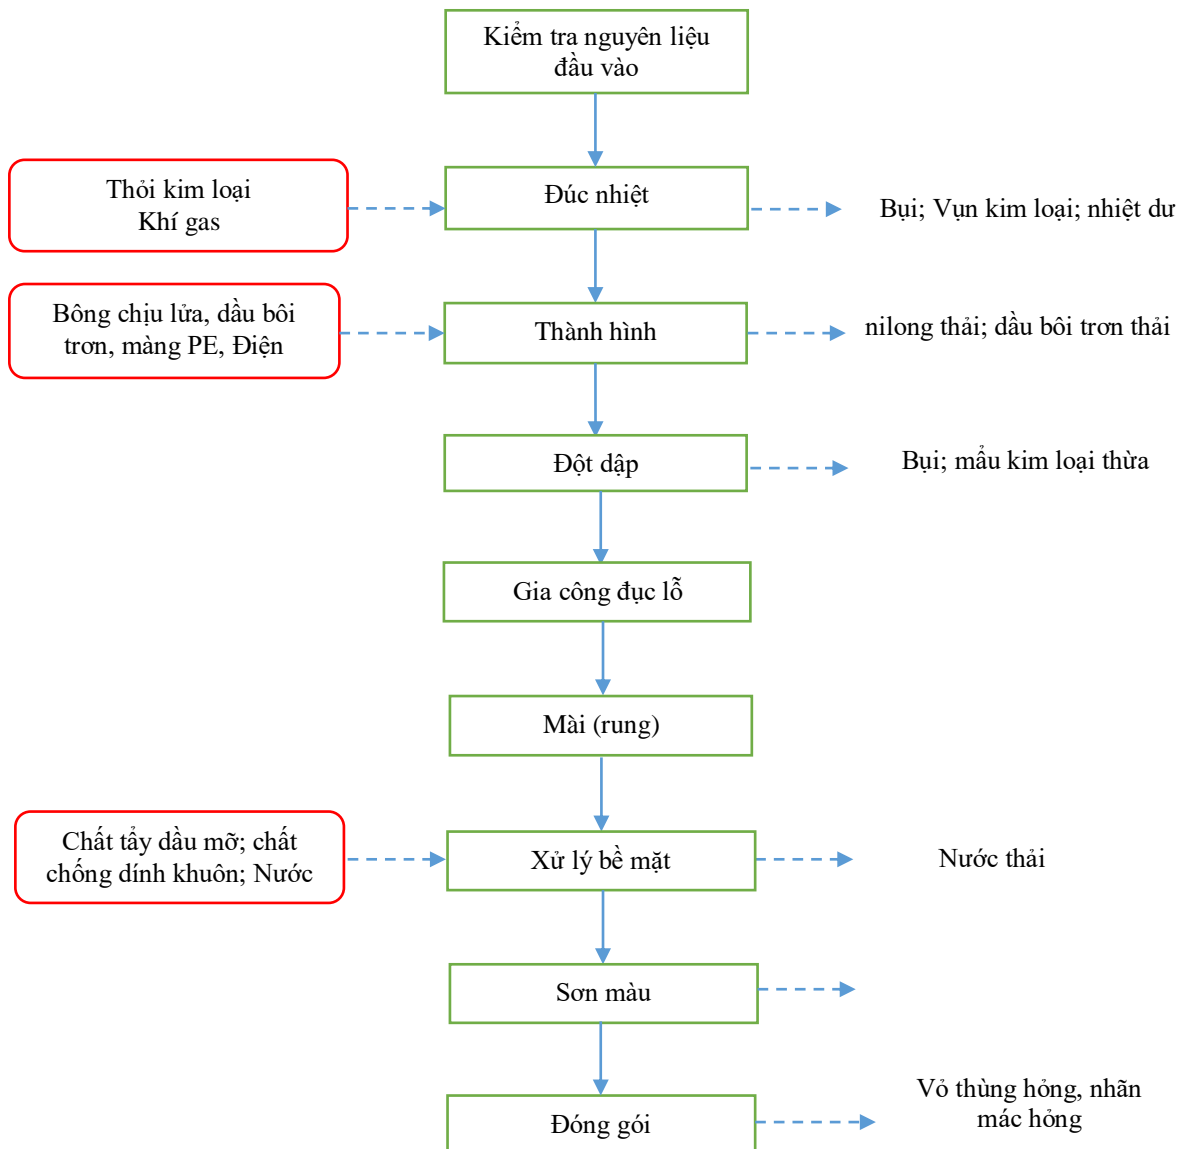 Kiểm tra nguyên liệu
đầu vào
Thỏi kim loại
Khí gas
Đúc nhiệt
Bụi; Vụn kim loại; nhiệt dư
Bông chịu lửa, dầu bôi
trơn, màng PE, Điện
Thành hình
nilong thải; dầu bôi trơn thải
Đột dập
Bụi; mẩu kim loại thừa
Gia công đục lỗ
Mài (rung)
Chất tẩy dầu mỡ; chất
chống dính khuôn; Nước
Xử lý bề mặt
Nước thải
Sơn màu
Đóng gói
Vỏ thùng hỏng, nhãn
mác hỏng